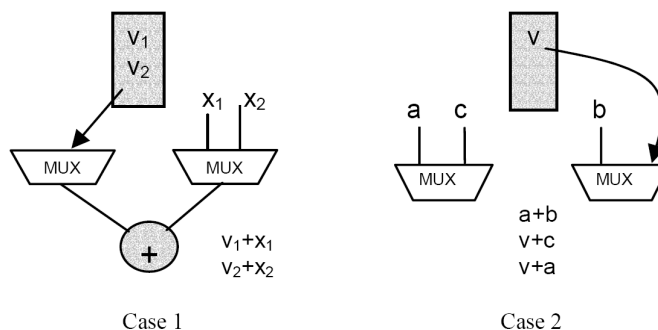 v₁
v₂
x₁ x₂
MUX MUX
+
v₁+x₁
v₂+x₂
Case 1
v
a c b
MUX MUX
a+b
v+c
v+a
Case 2